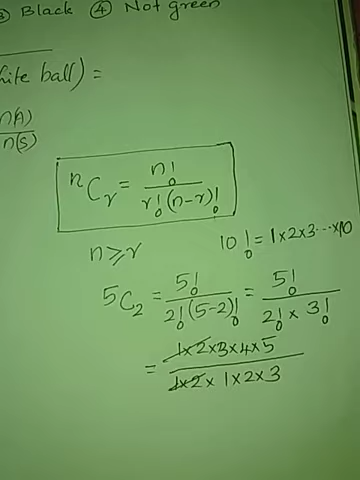 ③ Black ④ Not green
hite ball) =
n(A)/n(S)
ⁿCᵣ = n!/r!(n-r)!
n ≥ r
10! = 1×2×3···×10
5C₂ = 5!/2!(5-2)! = 5!/2! × 3!
= 1×2×3×4×5/1×2×1×2×3